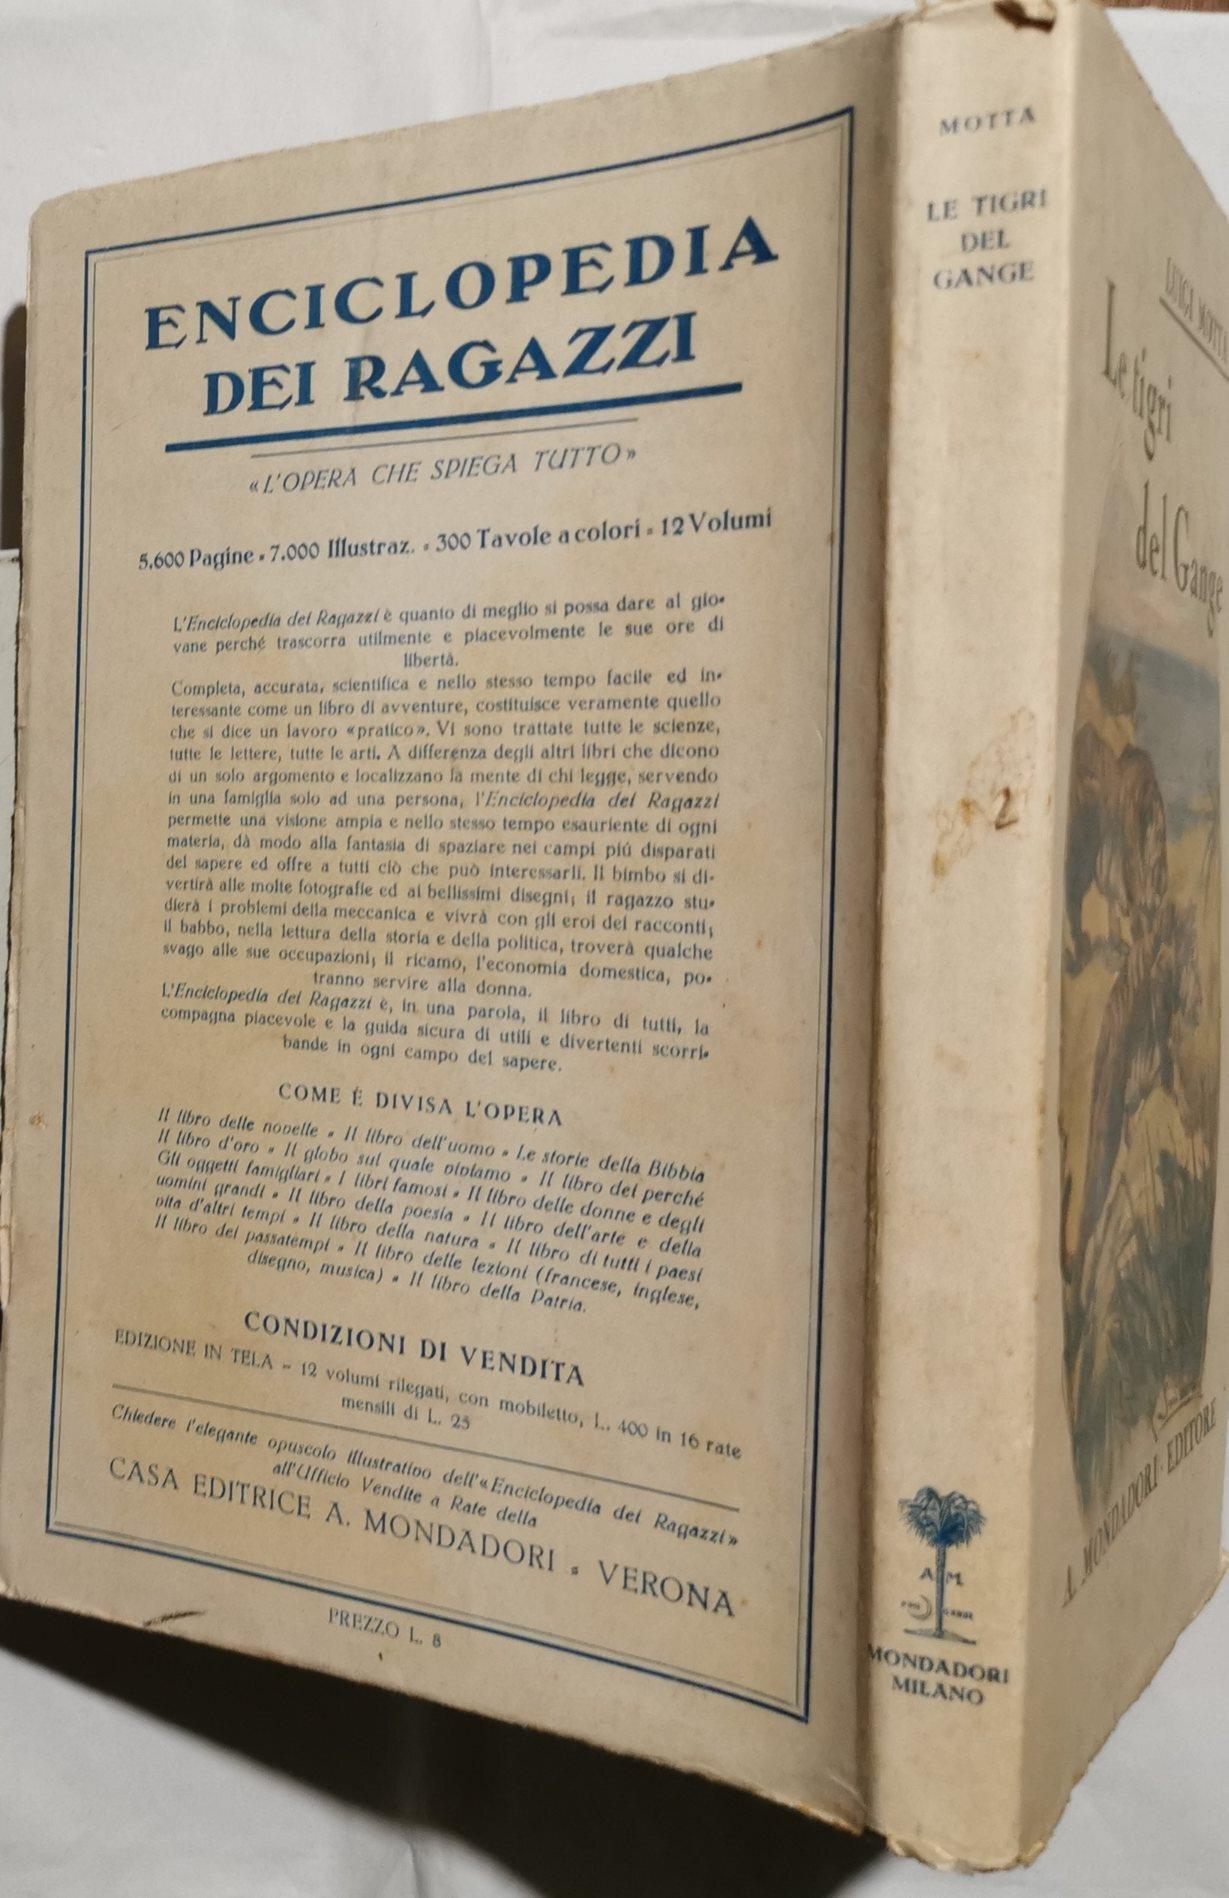 ENCICLOPEDIA
DEI RAGAZZI
«L'OPERA CHE SPIEGA TUTTO»
5.600 Pagine - 7.000 Illustraz. - 300 Tavole a colori - 12 Volumi
L'Enciclopedia dei Ragazzi è quanto di meglio si possa dare al gio-
vane perché trascorra utilmente e piacevolmente le sue ore di
libertà.
Completa, accurata, scientifica e nello stesso tempo facile ed in-
teressante come un libro di avventure, costituisce veramente quello
che si dice un lavoro «pratico». Vi sono trattate tutte le scienze,
tutte le lettere, tutte le arti. A differenza degli altri libri che dicono
di un solo argomento e localizzano la mente di chi legge, servendo
in una famiglia solo ad una persona, l'Enciclopedia dei Ragazzi
permette una visione ampia e nello stesso tempo esauriente di ogni
materia, dà modo alla fantasia di spaziare nei campi piú disparati
del sapere ed offre a tutti ciò che può interessarli. Il bimbo si di-
vertirà alle molte fotografie ed ai bellissimi disegni; il ragazzo stu-
dierà i problemi della meccanica e vivrà con gli eroi dei racconti;
il babbo, nella lettura della storia e della politica, troverà qualche
svago alle sue occupazioni; il ricamo, l'economia domestica, po-
tranno servire alla donna.
L'Enciclopedia dei Ragazzi è, in una parola, il libro di tutti, la
compagna piacevole e la guida sicura di utili e divertenti scorri-
bande in ogni campo del sapere.
COME È DIVISA L'OPERA
Il libro delle novelle - Il libro dell'uomo - Le storie della Bibbia
Il libro d'oro - Il globo sul quale viviamo - Il libro dei perché
Gli oggetti famigliari - I libri famosi - Il libro delle donne e degli
uomini grandi - Il libro della poesia - Il libro dell'arte e della
vita d'altri tempi - Il libro della natura - Il libro di tutti i paesi
Il libro dei passatempi - Il libro delle lezioni (francese, inglese,
disegno, musica) - Il libro della Patria.
CONDIZIONI DI VENDITA
EDIZIONE IN TELA - 12 volumi rilegati, con mobiletto, L. 400 in 16 rate
mensili di L. 25
Chiedere l'elegante opuscolo illustrativo dell'«Enciclopedia dei Ragazzi»
all'Ufficio Vendite a Rate della
CASA EDITRICE A. MONDADORI - VERONA
PREZZO L. 8
MOTTA
LE TIGRI
DEL
GANGE
2
A. M.
MONDADORI
MILANO
LUIGI MOTTA
Le tigri
del Gange
A. MONDADORI - EDITORE